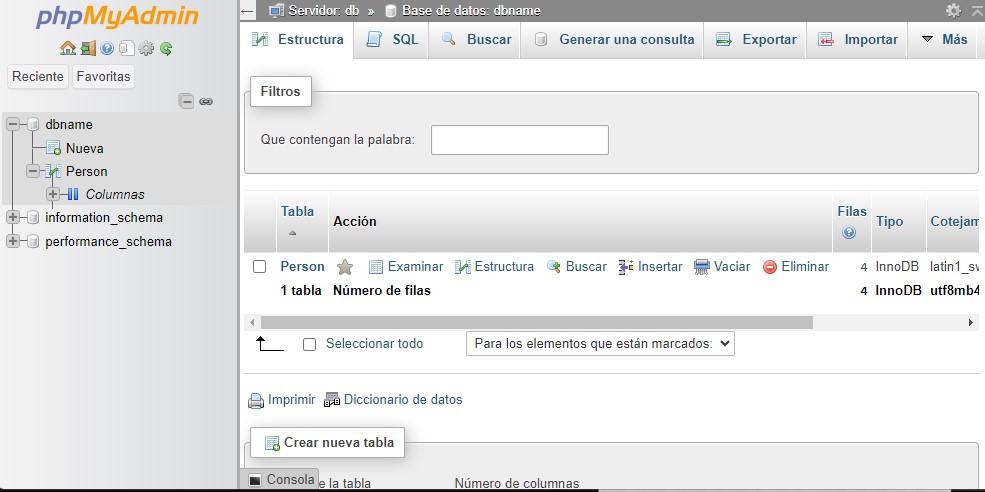 phpMyAdmin
Reciente Favoritas
dbname
Nueva
Person
Columnas
information_schema
performance_schema
Servidor: db » Base de datos: dbname
Estructura SQL Buscar Generar una consulta Exportar Importar Más
Filtros
Que contengan la palabra:
Tabla Acción Filas Tipo Cotejam
Person Examinar Estructura Buscar Insertar Vaciar Eliminar 4 InnoDB latin1_sw
1 tabla Número de filas 4 InnoDB utf8mb4
Seleccionar todo Para los elementos que están marcados:
Imprimir Diccionario de datos
Crear nueva tabla
Consola
e la tabla Número de columnas